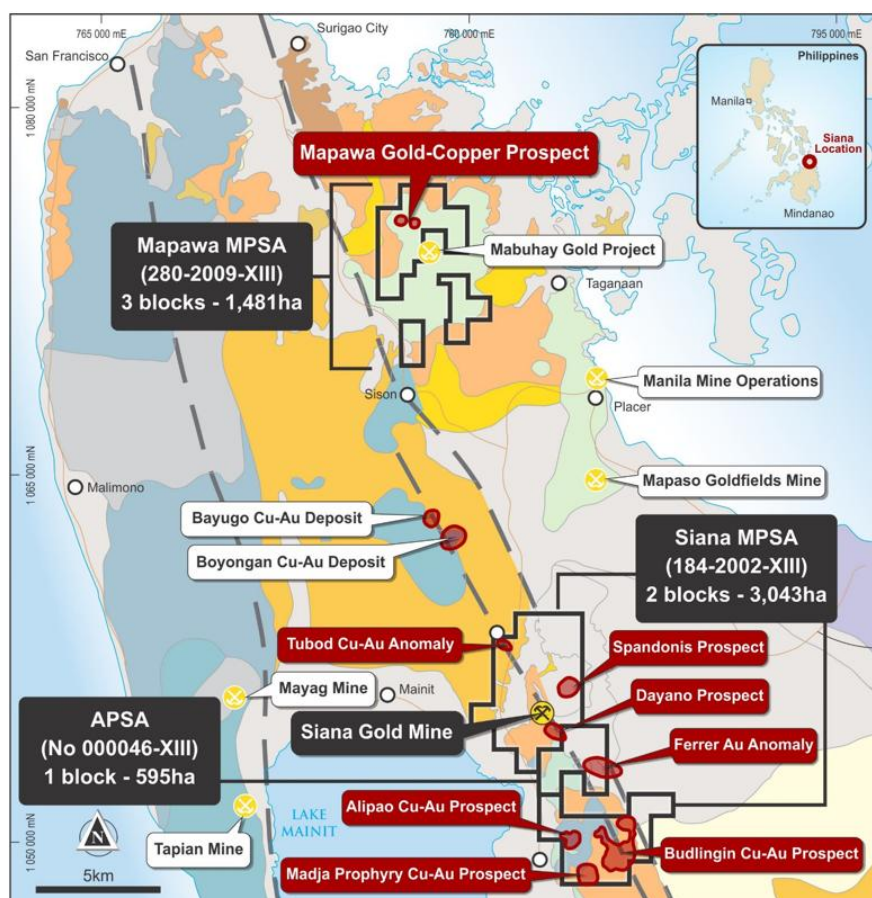 765 000 mE
780 000 mE
795 000 mE
Surigao City
San Francisco
Philippines
Manila
Siana
Location
Mindanao
1 080 000 mN
Mapawa Gold-Copper Prospect
Mapawa MPSA
(280-2009-XIII)
3 blocks - 1,481ha
Mabuhay Gold Project
Taganaan
Manila Mine Operations
Sison
Placer
1 065 000 mN
Malimono
Mapaso Goldfields Mine
Bayugo Cu-Au Deposit
Boyongan Cu-Au Deposit
Siana MPSA
(184-2002-XIII)
2 blocks - 3,043ha
Tubod Cu-Au Anomaly
Spandonis Prospect
Mayag Mine
Mainit
Dayano Prospect
APSA
(No 000046-XIII)
1 block - 595ha
Siana Gold Mine
Ferrer Au Anomaly
LAKE
MAINIT
Alipao Cu-Au Prospect
1 050 000 mN
N
Tapian Mine
Budlingin Cu-Au Prospect
Madja Prophyry Cu-Au Prospect
5km